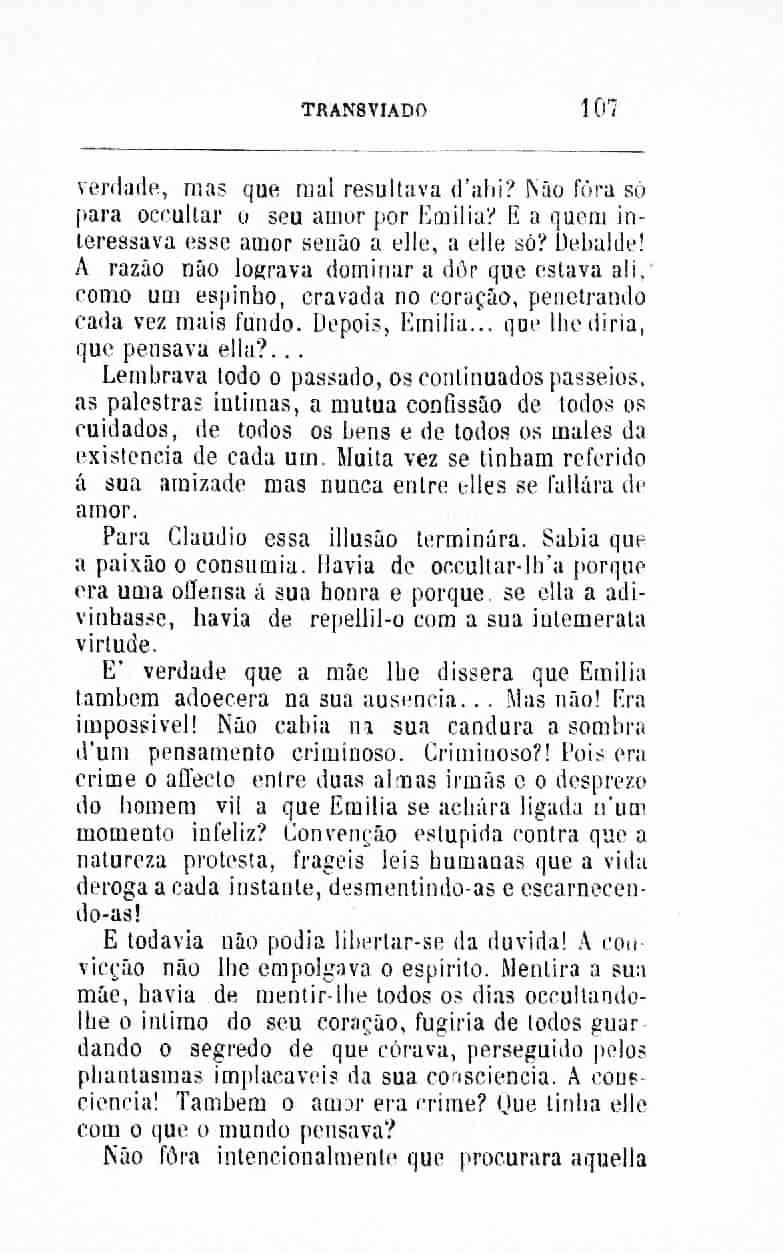 TRANSVIADO 107
verdade, mas que mal resultava d'ahi? Não fôra só
para occultar o seu amor por Emilia? E a quem in-
teressava esse amor senão a elle, a elle só? Debalde!
A razão não lograva dominar a dôr que estava ali,
como um espinho, cravada no coração, penetrando
cada vez mais fundo. Depois, Emilia... que lhe diria,
que pensava ella?...
Lembrava todo o passado, os continuados passeios,
as palestras intimas, a mutua confissão de todos os
cuidados, de todos os bens e de todos os males da
existencia de cada um. Muita vez se tinham referido
á sua amizade mas nunca entre elles se fallára de
amor.
Para Claudio essa illusão terminára. Sabia que
a paixão o consumia. Havia de occultar-lh'a porque
era uma offensa á sua honra e porque, se ella a adi-
vinhasse, havia de repellil-o com a sua intemerata
virtude.
E' verdade que a mãe lhe dissera que Emilia
tambem adoecera na sua ausencia... Mas não! Era
impossivel! Não cabia na sua candura a sombra
d'um pensamento criminoso. Criminoso?! Pois era
crime o affecto entre duas almas irmãs e o desprezo
do homem vil a que Emilia se achára ligada n'um
momento infeliz? Convenção estupida contra que a
natureza protesta, frageis leis humanas que a vida
deroga a cada instante, desmentindo-as e escarnecen-
do-as!
E todavia não podia libertar-se da duvida! A con-
vicção não lhe empolgava o espirito. Mentira a sua
mãe, havia de mentir-lhe todos os dias occultando-
lhe o intimo do seu coração, fugiria de todos guar-
dando o segredo de que córava, perseguido pelos
phantasmas implacaveis da sua consciencia. A cons-
ciencia! Tambem o amor era crime? Que tinha elle
com o que o mundo pensava?
Não fôra intencionalmente que procurara aquella